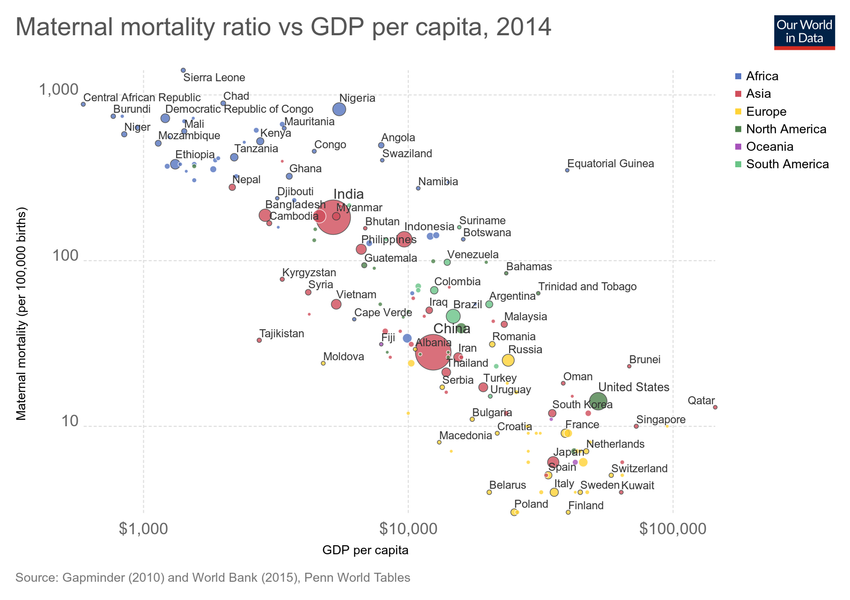 Maternal mortality ratio vs GDP per capita, 2014
Our World
in Data
Africa
Asia
Europe
North America
Oceania
South America
Maternal mortality (per 100,000 births)
1,000
100
10
Sierra Leone
Central African Republic
Chad
Nigeria
Burundi
Democratic Republic of Congo
Niger
Mali
Mauritania
Mozambique
Kenya
Angola
Ethiopia
Tanzania
Congo
Swaziland
Equatorial Guinea
Ghana
Nepal
Namibia
Djibouti
India
Bangladesh
Myanmar
Cambodia
Bhutan
Indonesia
Suriname
Philippines
Botswana
Guatemala
Venezuela
Bahamas
Kyrgyzstan
Syria
Colombia
Trinidad and Tobago
Vietnam
Iraq
Brazil
Argentina
Cape Verde
Malaysia
China
Tajikistan
Fiji
Albania
Romania
Moldova
Iran
Russia
Thailand
Brunei
Serbia
Turkey
Oman
Uruguay
United States
South Korea
Qatar
Bulgaria
Singapore
Croatia
France
Macedonia
Netherlands
Japan
Spain
Switzerland
Belarus
Italy
Sweden
Kuwait
Poland
Finland
$1,000
$10,000
$100,000
GDP per capita
Source: Gapminder (2010) and World Bank (2015), Penn World Tables